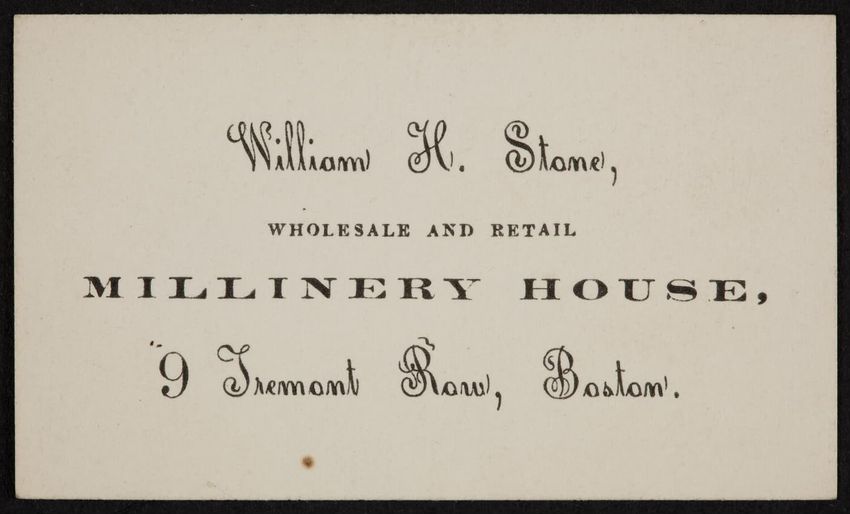 William H. Stone,
WHOLESALE AND RETAIL
MILLINERY HOUSE,
9 Tremont Row, Boston.